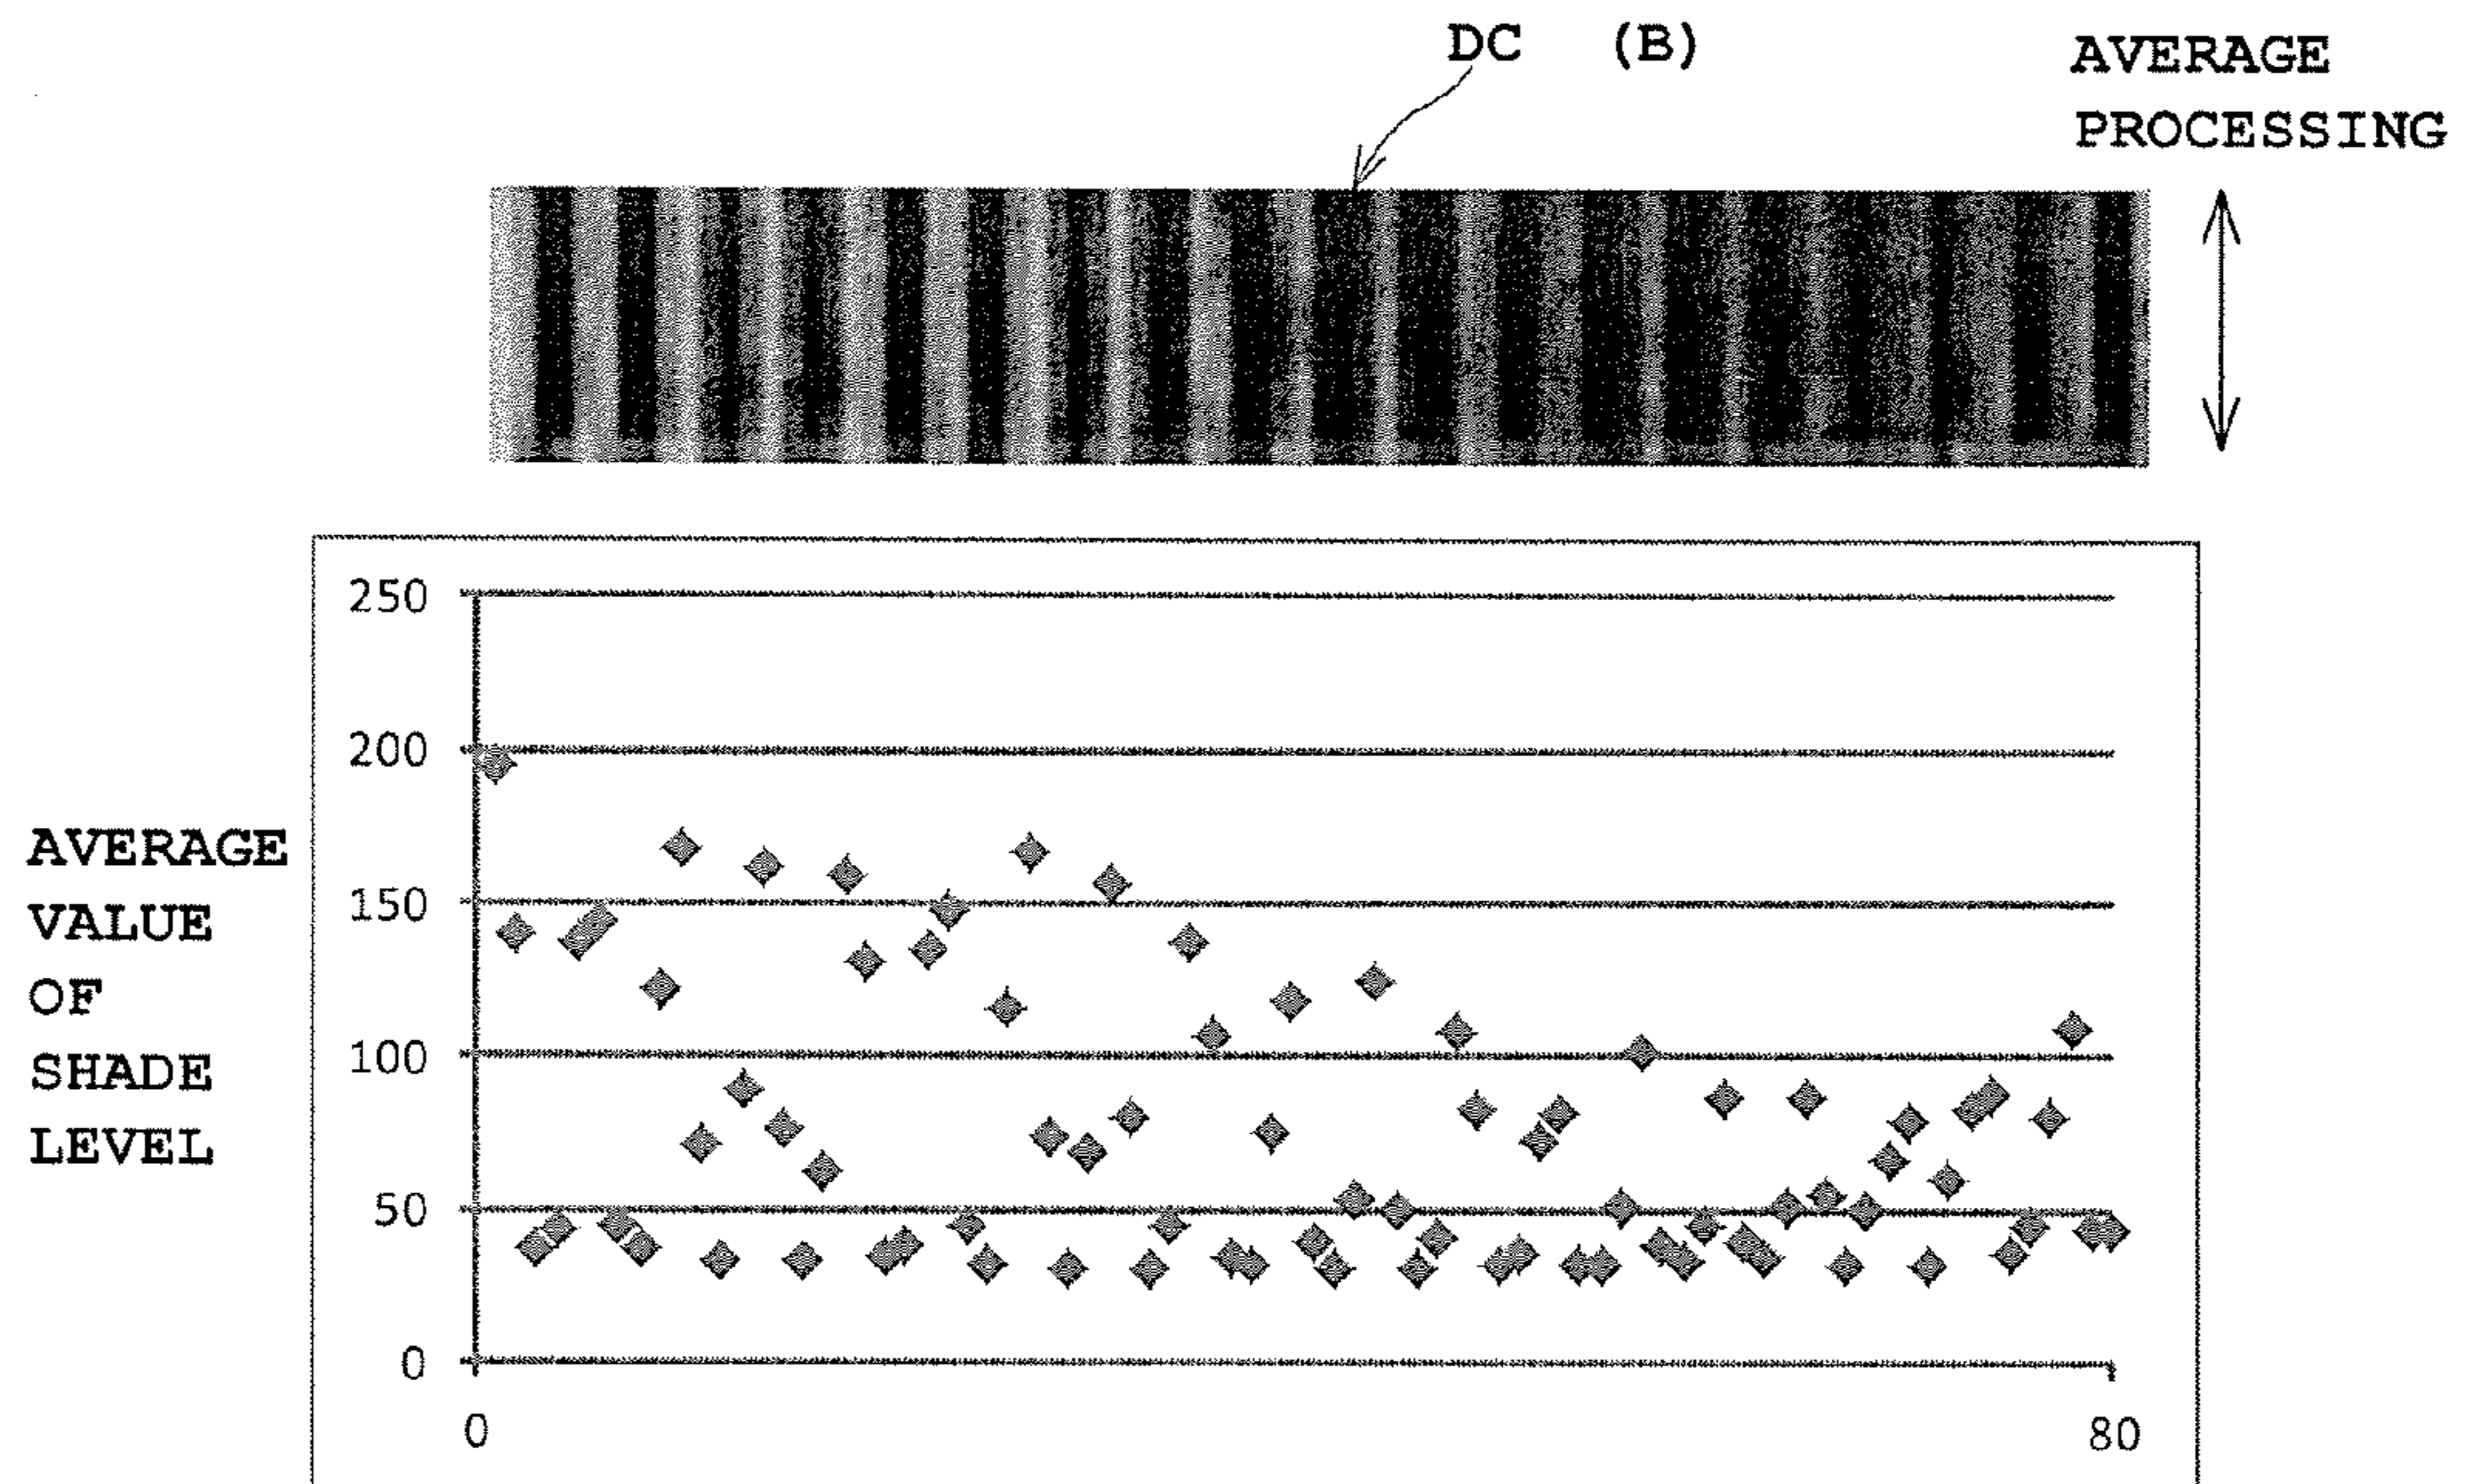 DC (B)
AVERAGE
PROCESSING
250
200
150
100
50
0
AVERAGE
VALUE
OF
SHADE
LEVEL
0
80